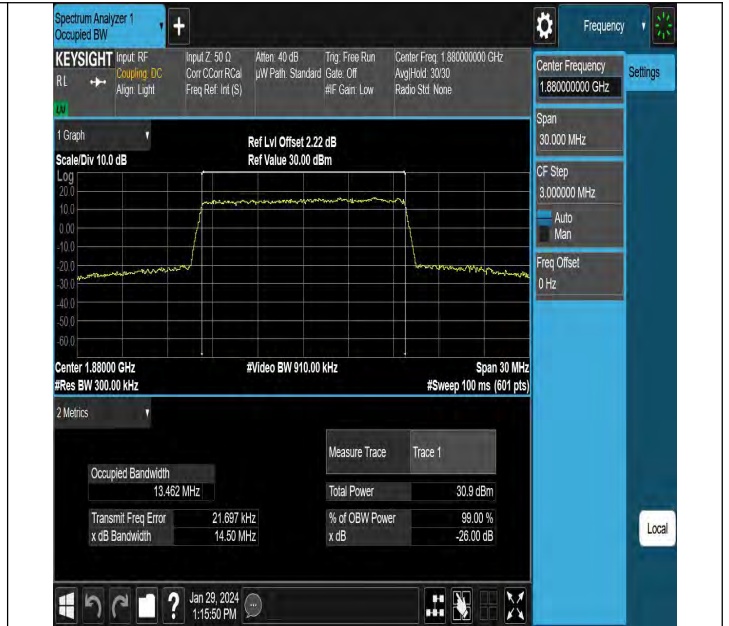 Spectrum Analyzer 1
Occupied BW
+
Frequency
KEYSIGHT
RL
Input: RF
Coupling: DC
Align: Light
Input Z: 50 Ω
Corr CCorr RCal
Freq Ref: Int (S)
Atten: 40 dB
µW Path: Standard
Trig: Free Run
Gate: Off
#IF Gain: Low
Center Freq: 1.880000000 GHz
Avg|Hold: 30/30
Radio Std: None
Center Frequency
1.880000000 GHz
Settings
Span
30.000 MHz
CF Step
3.000000 MHz
Auto
Man
Freq Offset
0 Hz
1 Graph
Scale/Div 10.0 dB
Ref Lvl Offset 2.22 dB
Ref Value 30.00 dBm
Log
20.0
10.0
0.00
-10.0
-20.0
-30.0
-40.0
-50.0
-60.0
Center 1.88000 GHz
#Video BW 910.00 kHz
Span 30 MHz
#Res BW 300.00 kHz
#Sweep 100 ms (601 pts)
2 Metrics
Measure Trace Trace 1
Occupied Bandwidth
13.462 MHz
Total Power 30.9 dBm
Transmit Freq Error 21.697 kHz
% of OBW Power 99.00 %
x dB Bandwidth 14.50 MHz
x dB -26.00 dB
Local
?
Jan 29, 2024
1:15:50 PM